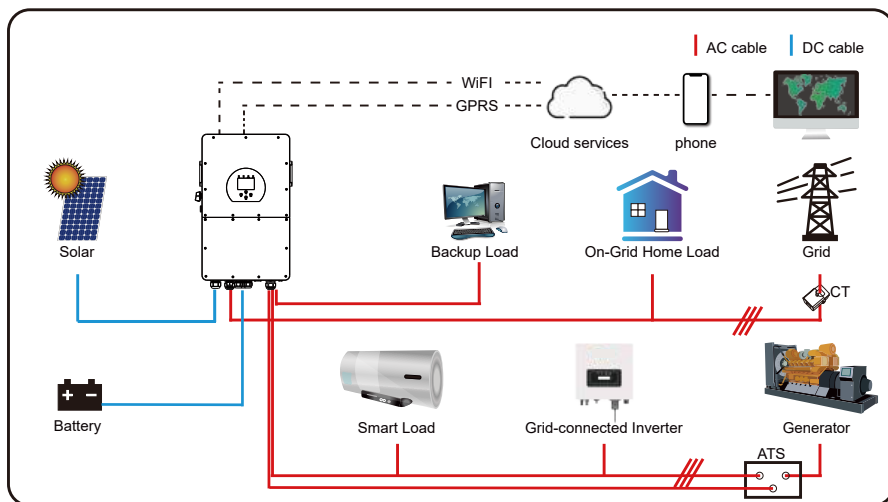 AC cable
DC cable
WiFI
GPRS
Cloud services
phone
Solar
Backup Load
On-Grid Home Load
Grid
CT
Battery
Smart Load
Grid-connected Inverter
Generator
ATS